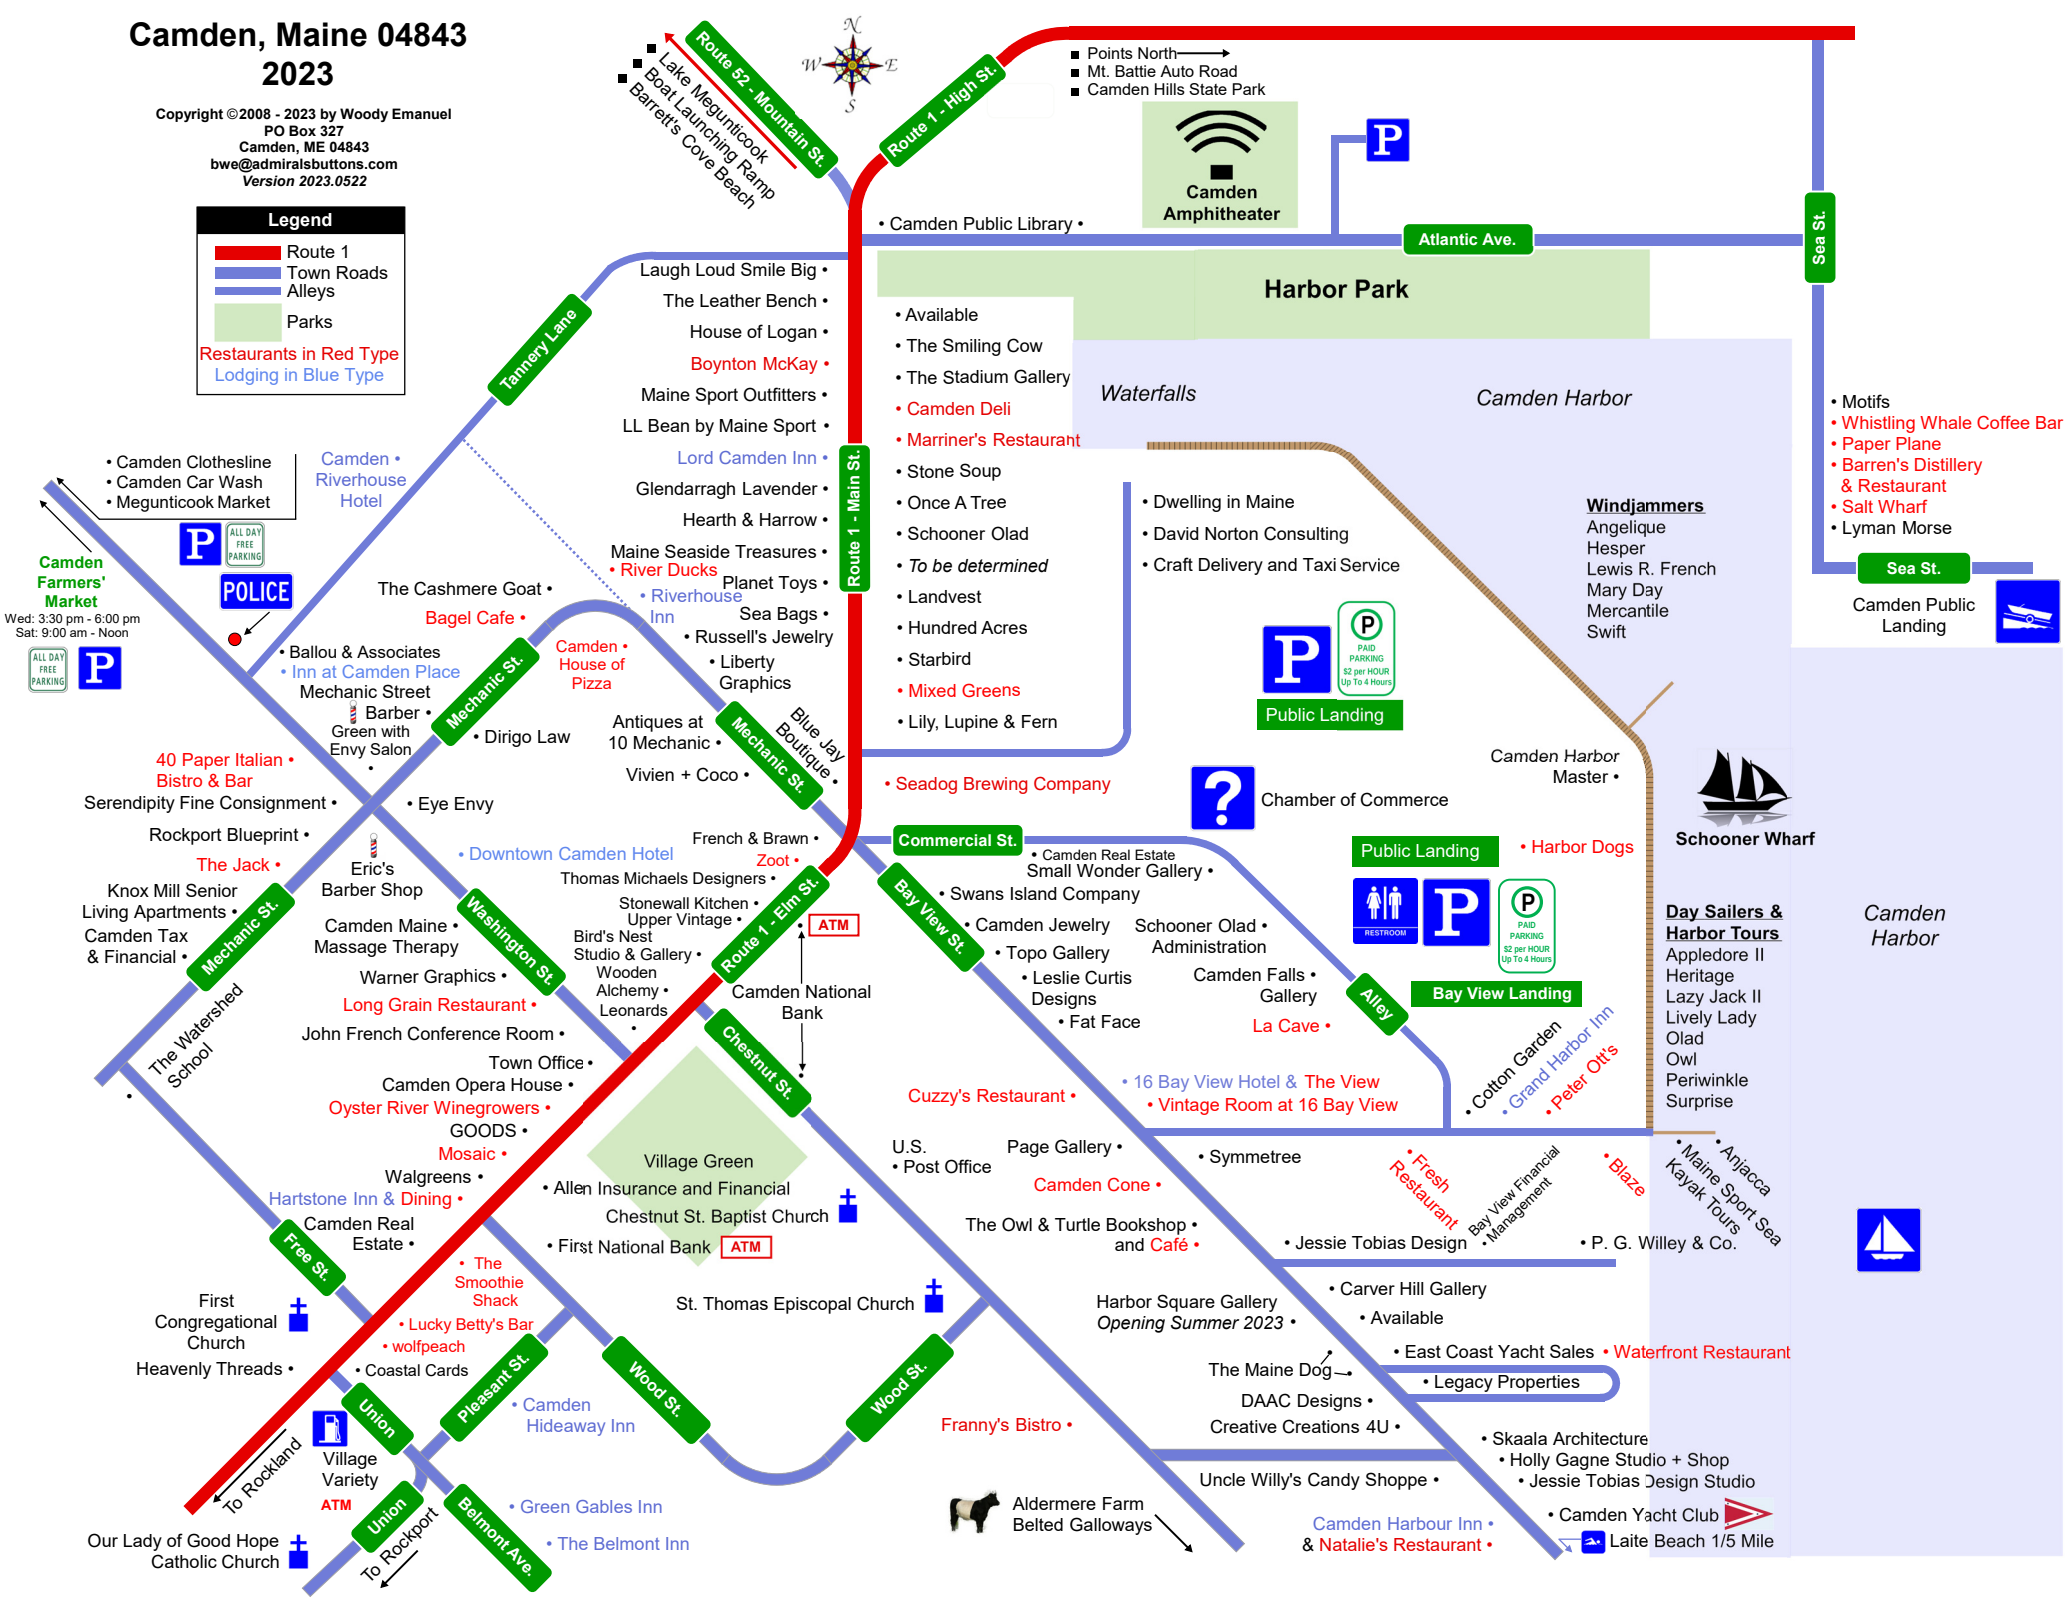 Camden, Maine 04843
2023
Copyright ©2008 - 2023 by Woody Emanuel
PO Box 327
Camden, ME 04843
bwe@admiralsbuttons.com
Version 2023.0522
Legend
Route 1
Town Roads
Alleys
Parks
Restaurants in Red Type
Lodging in Blue Type
N
W
E
S
Route 52 - Mountain St.
Lake Megunticook
Boat Launching Ramp
Barrett's Cove Beach
Route 1 - High St.
Points North
Mt. Battie Auto Road
Camden Hills State Park
Camden
Amphitheater
P
• Camden Public Library •
Atlantic Ave.
Sea St.
Harbor Park
Laugh Loud Smile Big •
The Leather Bench •
House of Logan •
Boynton McKay •
Maine Sport Outfitters •
LL Bean by Maine Sport •
Lord Camden Inn •
Glendarragh Lavender •
Hearth & Harrow •
Maine Seaside Treasures •
• River Ducks
Planet Toys •
• Riverhouse
Inn
Sea Bags •
• Russell's Jewelry
• Liberty
Graphics
Route 1 - Main St.
• Available
• The Smiling Cow
• The Stadium Gallery
• Camden Deli
• Marriner's Restaurant
• Stone Soup
• Once A Tree
• Schooner Olad
• To be determined
• Landvest
• Hundred Acres
• Starbird
• Mixed Greens
• Lily, Lupine & Fern
Waterfalls
Camden Harbor
• Dwelling in Maine
• David Norton Consulting
• Craft Delivery and Taxi Service
Windjammers
Angelique
Hesper
Lewis R. French
Mary Day
Mercantile
Swift
• Motifs
• Whistling Whale Coffee Bar
• Paper Plane
• Barren's Distillery
& Restaurant
• Salt Wharf
• Lyman Morse
Sea St.
Camden Public
Landing
Tannery Lane
• Camden Clothesline
• Camden Car Wash
• Megunticook Market
Camden •
Riverhouse
Hotel
P
ALL DAY
FREE
PARKING
POLICE
Camden
Farmers'
Market
Wed: 3:30 pm - 6:00 pm
Sat: 9:00 am - Noon
ALL DAY
FREE
PARKING
P
The Cashmere Goat •
Bagel Cafe •
Camden •
House of
Pizza
• Ballou & Associates
• Inn at Camden Place
Mechanic Street
Barber •
Green with
Envy Salon
•
Mechanic St.
• Dirigo Law
Antiques at
10 Mechanic •
Vivien + Coco •
Mechanic St.
Blue Jay
Boutique •
P
P
PAID
PARKING
$2 per HOUR
Up To 4 Hours
Public Landing
• Seadog Brewing Company
?
Chamber of Commerce
Camden Harbor
Master •
Schooner Wharf
40 Paper Italian •
Bistro & Bar
Serendipity Fine Consignment •
• Eye Envy
Rockport Blueprint •
The Jack •
Eric's
Barber Shop
Knox Mill Senior
Living Apartments •
Camden Tax
& Financial •
Mechanic St.
The Watershed
School
•
• Downtown Camden Hotel
French & Brawn •
Zoot •
Thomas Michaels Designers •
Stonewall Kitchen •
Upper Vintage •
Bird's Nest
Studio & Gallery •
Wooden
Alchemy •
Leonards
•
Washington St.
Route 1 - Elm St.
ATM
Camden National
Bank
Camden Maine •
Massage Therapy
Warner Graphics •
Long Grain Restaurant •
John French Conference Room •
Town Office •
Camden Opera House •
Oyster River Winegrowers •
GOODS •
Mosaic •
Walgreens •
Hartstone Inn & Dining •
Camden Real
Estate •
Commercial St.
• Camden Real Estate
Small Wonder Gallery •
• Swans Island Company
• Camden Jewelry
• Topo Gallery
• Leslie Curtis
Designs
• Fat Face
Bay View St.
Schooner Olad •
Administration
Camden Falls •
Gallery
La Cave •
Alley
Public Landing
• Harbor Dogs
RESTROOM
P
P
PAID
PARKING
$2 per HOUR
Up To 4 Hours
Bay View Landing
Day Sailers &
Harbor Tours
Appledore II
Heritage
Lazy Jack II
Lively Lady
Olad
Owl
Periwinkle
Surprise
Camden
Harbor
• Cotton Garden
• Grand Harbor Inn
• Peter Ott's
Chestnut St.
Village Green
• Allen Insurance and Financial
Chestnut St. Baptist Church
• First National Bank
ATM
Cuzzy's Restaurant •
• 16 Bay View Hotel & The View
• Vintage Room at 16 Bay View
U.S.
• Post Office
Page Gallery •
Camden Cone •
The Owl & Turtle Bookshop •
and Café •
• Symmetree
• Fresh
Restaurant
Bay View Financial
• Management
• Blaze
• Anjacca
• Maine Sport Sea
Kayak Tours
• Jessie Tobias Design
• P. G. Willey & Co.
• Carver Hill Gallery
• Available
Harbor Square Gallery
Opening Summer 2023 •
• East Coast Yacht Sales
• Waterfront Restaurant
The Maine Dog
• Legacy Properties
DAAC Designs •
Creative Creations 4U •
Free St.
First
Congregational
Church
Heavenly Threads •
• The
Smoothie
Shack
• Lucky Betty's Bar
• wolfpeach
• Coastal Cards
St. Thomas Episcopal Church
Union
Pleasant St.
Wood St.
Wood St.
• Camden
Hideaway Inn
Village
Variety
ATM
To Rockland
Our Lady of Good Hope
Catholic Church
Union
To Rockport
Belmont Ave.
• Green Gables Inn
• The Belmont Inn
Franny's Bistro •
Aldermere Farm
Belted Galloways
Uncle Willy's Candy Shoppe •
• Skaala Architecture
• Holly Gagne Studio + Shop
• Jessie Tobias Design Studio
Camden Harbour Inn •
& Natalie's Restaurant •
• Camden Yacht Club
Laite Beach 1/5 Mile